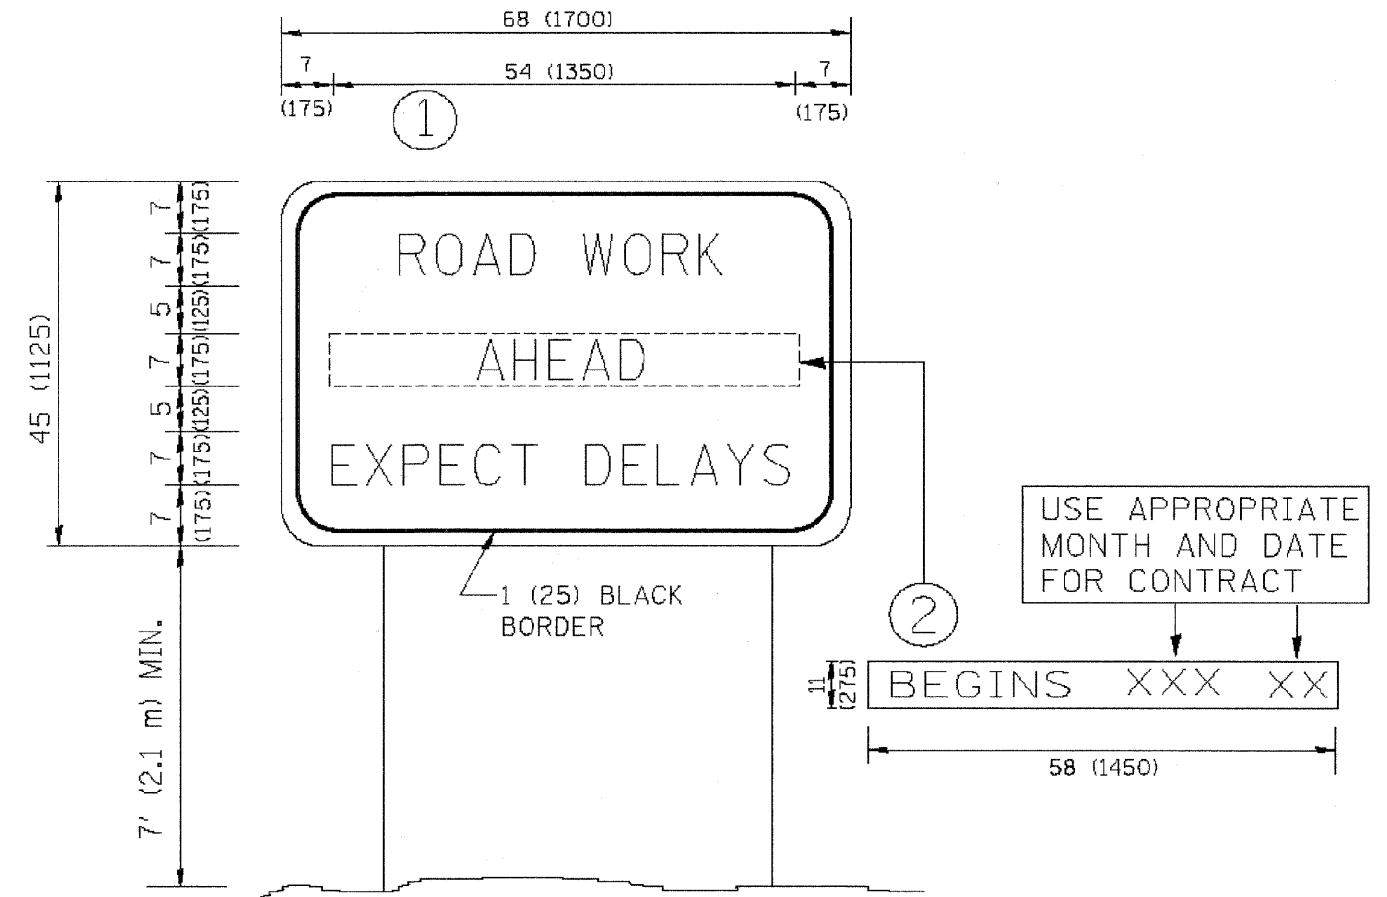 68 (1700)
7
54 (1350)
7
(175)
(175)
1
45 (1125)
7
(175)
7
(175)
5
(125)
7
(175)
5
(125)
7
(175)
7
(175)
ROAD WORK
AHEAD
EXPECT DELAYS
1 (25) BLACK
BORDER
7' (2.1 m) MIN.
USE APPROPRIATE
MONTH AND DATE
FOR CONTRACT
2
11
(275)
BEGINS XXX XX
58 (1450)